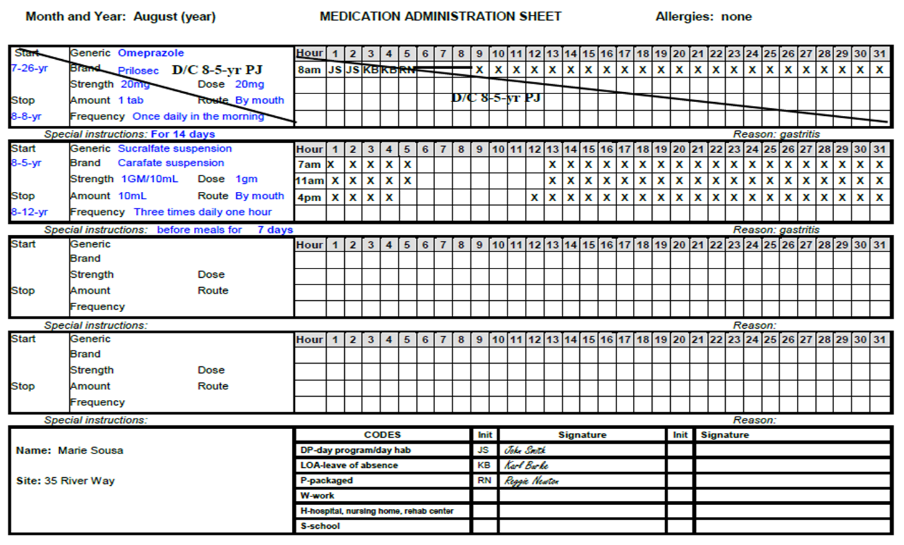 Month and Year: August (year) MEDICATION ADMINISTRATION SHEET Allergies: none
Start Generic Omeprazole Hour 1 2 3 4 5 6 7 8 9 10 11 12 13 14 15 16 17 18 19 20 21 22 23 24 25 26 27 28 29 30 31
7-26-yr Brand Prilosec D/C 8-5-yr PJ 8am JS JS KB KB RN X X X X X X X X X X X X X X X X X X X X X X X
Strength 20mg Dose 20mg
D/C 8-5-yr PJ
Stop Amount 1 tab Route By mouth
8-8-yr Frequency Once daily in the morning
Special instructions: For 14 days Reason: gastritis
Start Generic Sucralfate suspension Hour 1 2 3 4 5 6 7 8 9 10 11 12 13 14 15 16 17 18 19 20 21 22 23 24 25 26 27 28 29 30 31
8-5-yr Brand Carafate suspension 7am X X X X X X X X X X X X X X X X X X X X X X X X
Strength 1GM/10mL Dose 1gm 11am X X X X X X X X X X X X X X X X X X X X X X X X
Stop Amount 10mL Route By mouth 4pm X X X X X X X X X X X X X X X X X X X X X X X X
8-12-yr Frequency Three times daily one hour
Special instructions: before meals for 7 days Reason: gastritis
Start Generic Hour 1 2 3 4 5 6 7 8 9 10 11 12 13 14 15 16 17 18 19 20 21 22 23 24 25 26 27 28 29 30 31
Brand
Strength Dose
Stop Amount Route
Frequency
Special instructions: Reason:
Start Generic Hour 1 2 3 4 5 6 7 8 9 10 11 12 13 14 15 16 17 18 19 20 21 22 23 24 25 26 27 28 29 30 31
Brand
Strength Dose
Stop Amount Route
Frequency
Special instructions: Reason:
CODES Init Signature Init Signature
Name: Marie Sousa DP-day program/day hab JS John Smith
LOA-leave of absence KB Karl Burke
Site: 35 River Way P-packaged RN Reggie Newton
W-work
H-hospital, nursing home, rehab center
S-school